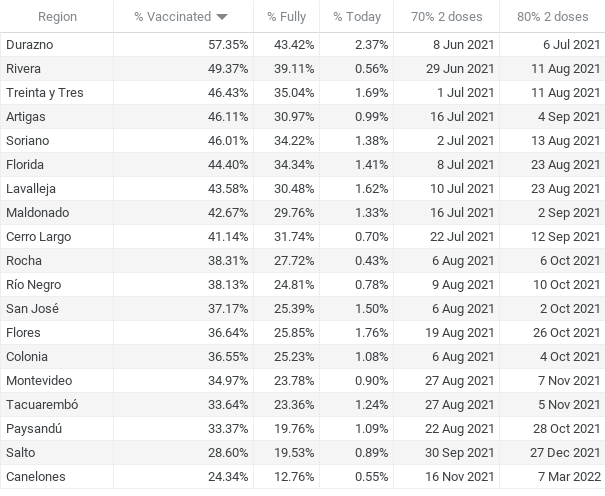 Region % Vaccinated % Fully % Today 70% 2 doses 80% 2 doses
Durazno 57.35% 43.42% 2.37% 8 Jun 2021 6 Jul 2021
Rivera 49.37% 39.11% 0.56% 29 Jun 2021 11 Aug 2021
Treinta y Tres 46.43% 35.04% 1.69% 1 Jul 2021 11 Aug 2021
Artigas 46.11% 30.97% 0.99% 16 Jul 2021 4 Sep 2021
Soriano 46.01% 34.22% 1.38% 2 Jul 2021 13 Aug 2021
Florida 44.40% 34.34% 1.41% 8 Jul 2021 23 Aug 2021
Lavalleja 43.58% 30.48% 1.62% 10 Jul 2021 23 Aug 2021
Maldonado 42.67% 29.76% 1.33% 16 Jul 2021 2 Sep 2021
Cerro Largo 41.14% 31.74% 0.70% 22 Jul 2021 12 Sep 2021
Rocha 38.31% 27.72% 0.43% 6 Aug 2021 6 Oct 2021
Río Negro 38.13% 24.81% 0.78% 9 Aug 2021 10 Oct 2021
San José 37.17% 25.39% 1.50% 6 Aug 2021 2 Oct 2021
Flores 36.64% 25.85% 1.76% 19 Aug 2021 26 Oct 2021
Colonia 36.55% 25.23% 1.08% 6 Aug 2021 4 Oct 2021
Montevideo 34.97% 23.78% 0.90% 27 Aug 2021 7 Nov 2021
Tacuarembó 33.64% 23.36% 1.24% 27 Aug 2021 5 Nov 2021
Paysandú 33.37% 19.76% 1.09% 22 Aug 2021 28 Oct 2021
Salto 28.60% 19.53% 0.89% 30 Sep 2021 27 Dec 2021
Canelones 24.34% 12.76% 0.55% 16 Nov 2021 7 Mar 2022